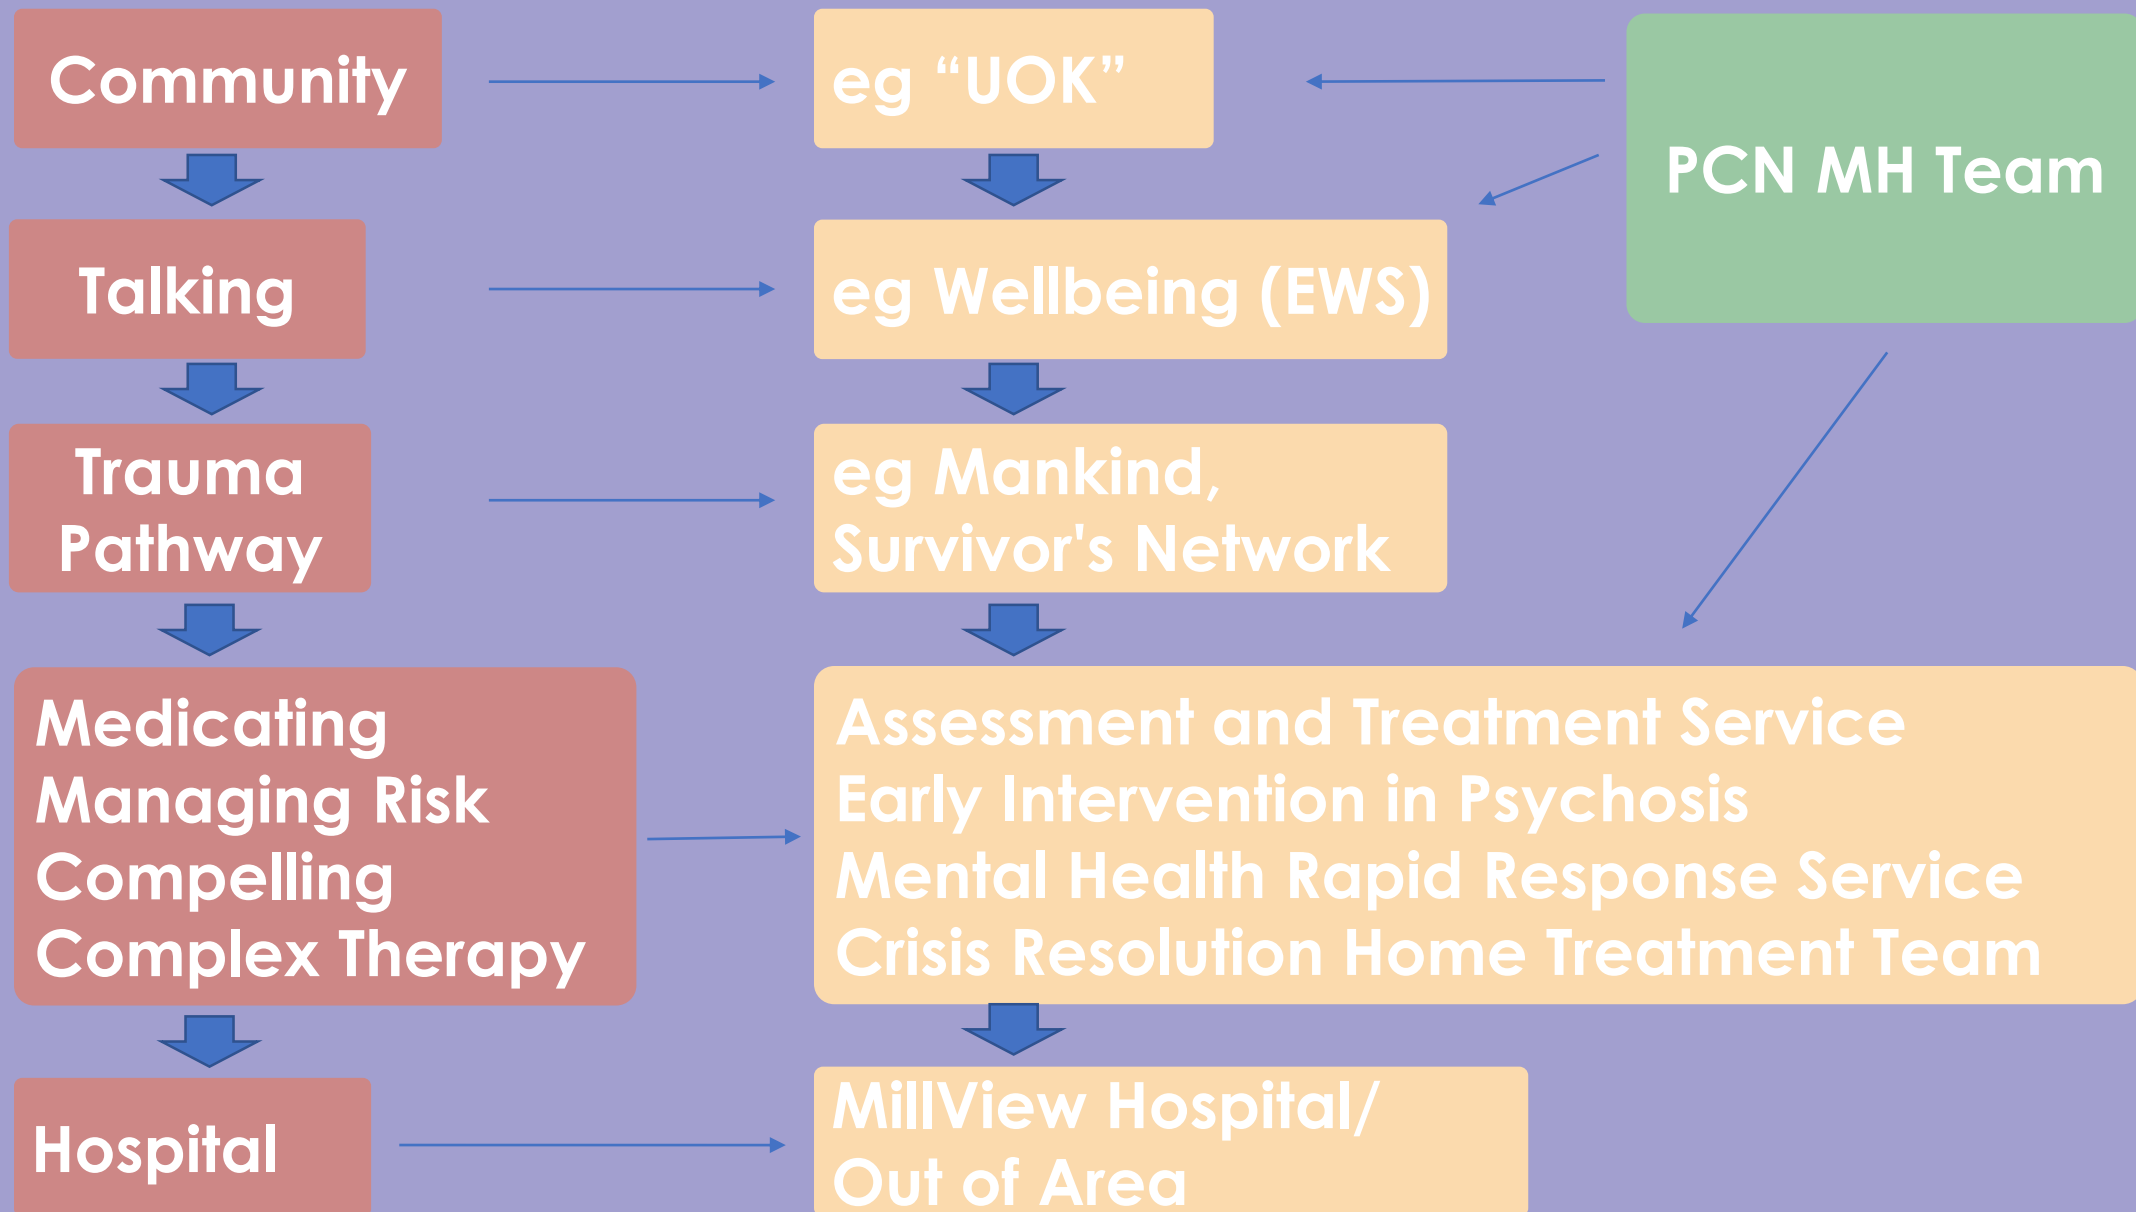 Community
eg “UOK”
PCN MH Team
Talking
eg Wellbeing (EWS)
Trauma
Pathway
eg Mankind,
Survivor's Network
Medicating
Managing Risk
Compelling
Complex Therapy
Assessment and Treatment Service
Early Intervention in Psychosis
Mental Health Rapid Response Service
Crisis Resolution Home Treatment Team
Hospital
MillView Hospital/
Out of Area